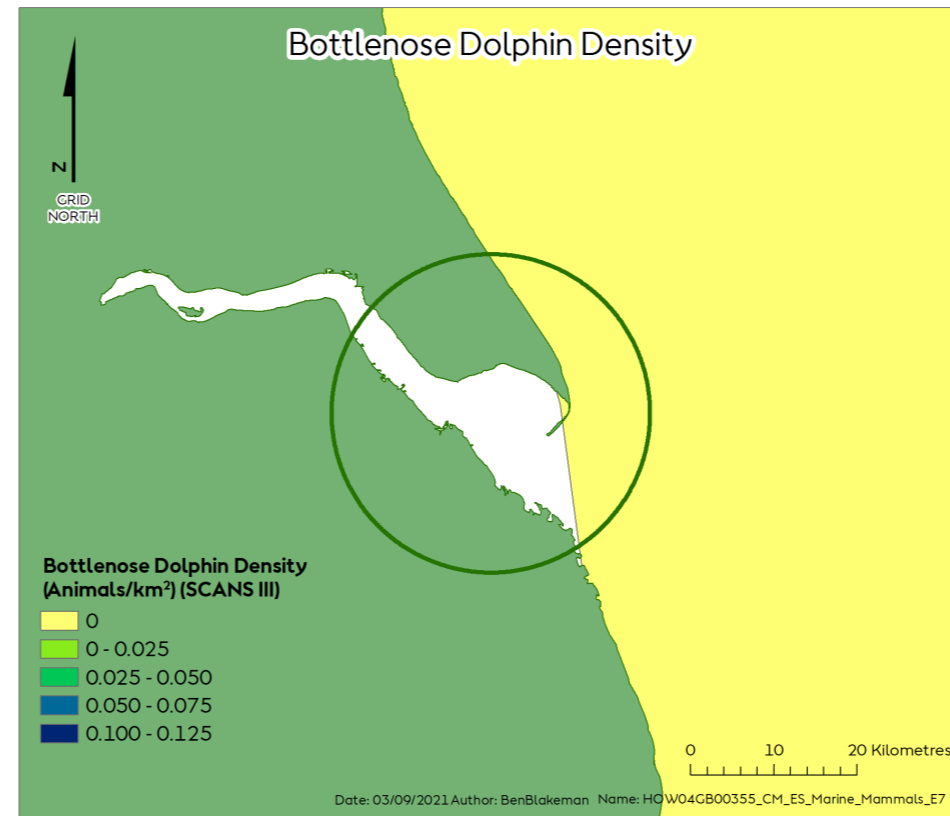 Bottlenose Dolphin Density
N
GRID
NORTH
Bottlenose Dolphin Density
(Animals/km²) (SCANS III)
0
0 - 0.025
0.025 - 0.050
0.050 - 0.075
0.100 - 0.125
0 10 20 Kilometres
Date: 03/09/2021 Author: BenBlakeman Name: HOW04GB00355_CM_ES_Marine_Mammals_E7